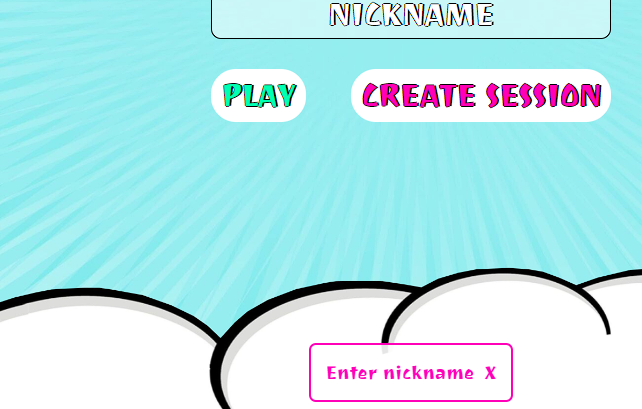 NICKNAME
PLAY
CREATE SESSION
Enter nickname X